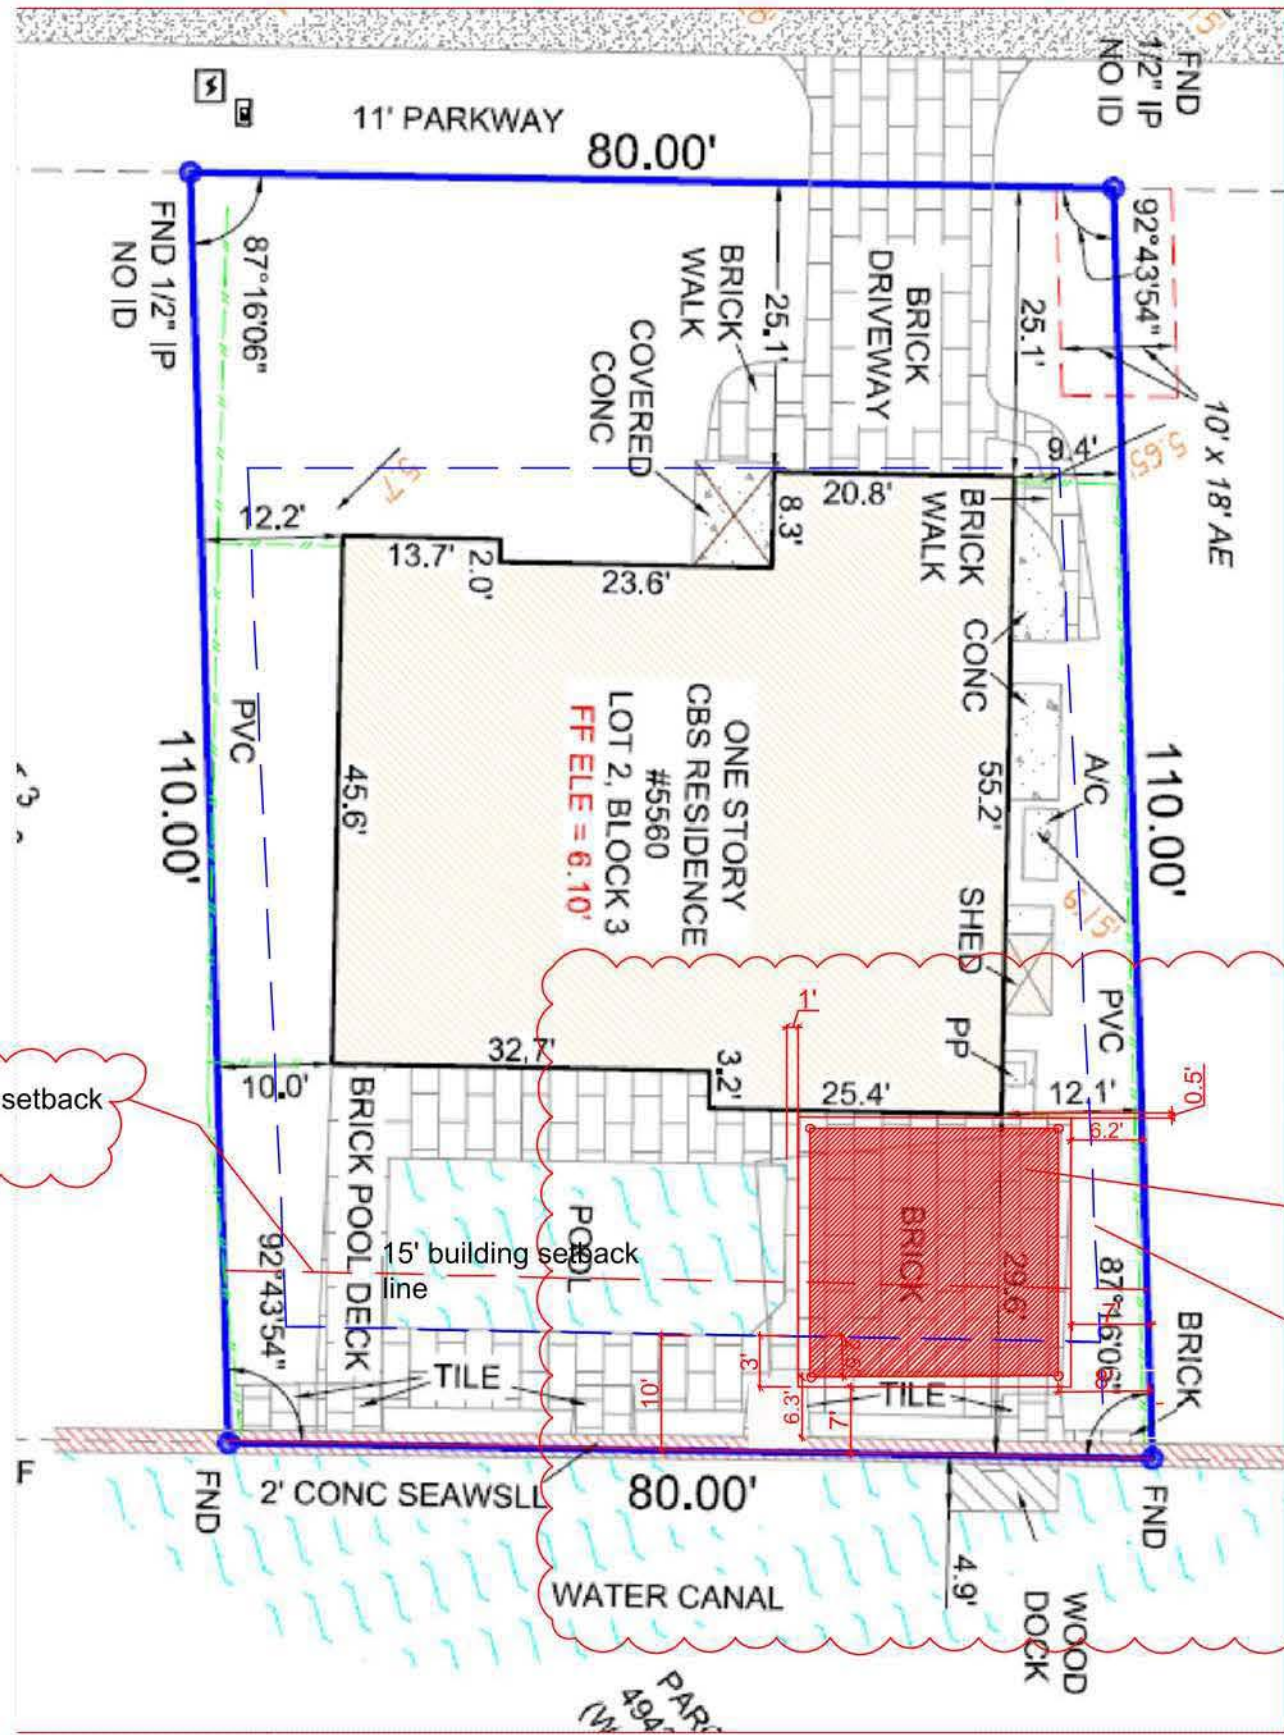 FND
1/2" IP
NO ID
11' PARKWAY
80.00'
92°43'54"
87°16'06"
FND 1/2" IP
NO ID
BRICK
WALK
25.1'
BRICK
DRIVEWAY
25.1'
10' x 18' AE
COVERED
CONC
9.4'
5.65'
5.7'
12.2'
13.7'
2.0'
23.6'
8.3'
20.8'
BRICK
WALK
CONC
ONE STORY
CBS RESIDENCE
#5560
LOT 2, BLOCK 3
FF ELE = 6.10'
PVC
110.00'
45.6'
55.2'
A/C
110.00'
6.15'
SHED
PVC
PP
1'
32.7'
3.2'
25.4'
12.1'
0.5'
6.2'
10.0'
setback
BRICK POOL DECK
POOL
BRICK
29.6'
15' building setback
line
92°43'54"
87°16'06"
BRICK
TILE
TILE
10'
3'
6.3'
7'
FND
2' CONC SEAWSLL
80.00'
FND
WATER CANAL
4.9'
WOOD
DOCK